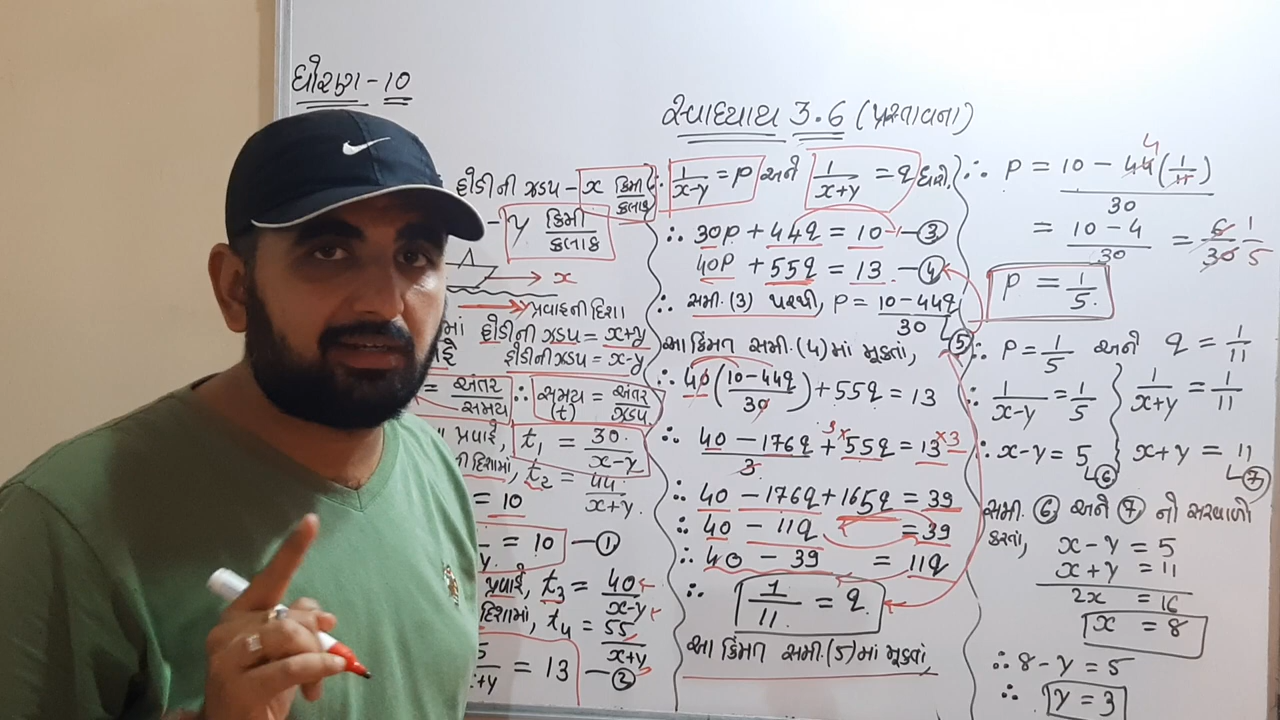 ધોરણ - 10
સ્વાધ્યાય 3.6 (પ્રસ્તાવના)
હોડીની ઝડપ - x કિમી/કલાક
- y કિમી/કલાક
→ x
→ પ્રવાહની દિશા
હોડીની ઝડપ = x+y
હોડીની ઝડપ = x-y
= અંતર/સમય ∴ સમય (t) = અંતર/ઝડપ
t₁ = 30/(x-y)
દિશામાં, t₂ = 44/(x+y)
= 10
= 10 — ①
t₃ = 40/(x-y)
દિશામાં, t₄ = 55/(x+y)
= 13 — ②
∴ 1/(x-y) = p અને 1/(x+y) = q ધારો.
∴ 30p + 44q = 10 — ③
40p + 55q = 13 — ④
∴ સમી.(3) પરથી, p = (10-44q)/30 ⑤
આ કિંમત સમી.(4)માં મૂકતાં,
∴ 40((10-44q)/30) + 55q = 13
∴ (40 - 176q)/3 + 55q = 13 ×3
∴ 40 - 176q + 165q = 39
∴ 40 - 11q = 39
∴ 40 - 39 = 11q
∴ 1/11 = q
આ કિંમત સમી.(5)માં મૂકતાં,
∴ p = (10 - 44(1/11))/30
= (10-4)/30 = 6/30 1/5
p = 1/5.
∴ p = 1/5 અને q = 1/11
∴ 1/(x-y) = 1/5 1/(x+y) = 1/11
∴ x-y = 5 ⑥ x+y = 11 ⑦
સમી. ⑥ અને ⑦ નો સરવાળો
કરતાં,
x-y = 5
x+y = 11
2x = 16
x = 8
∴ 8-y = 5
∴ y = 3